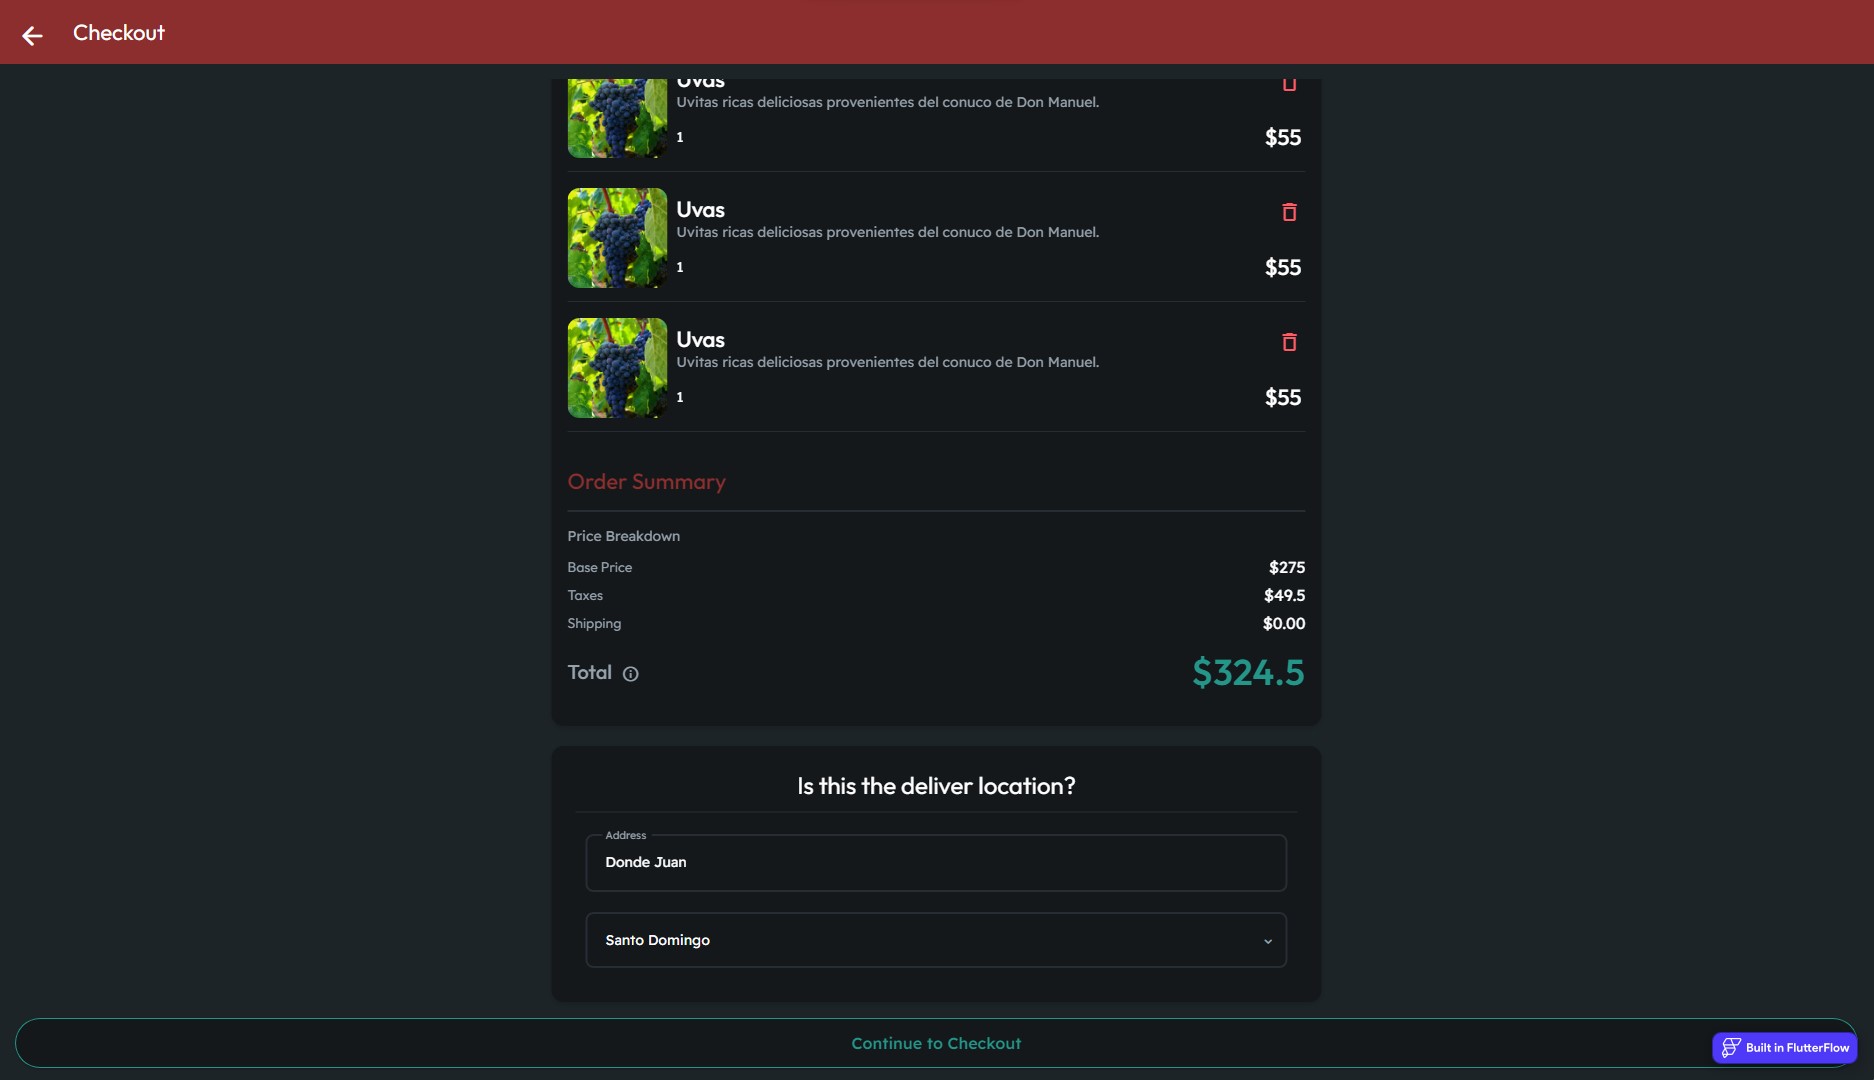 Checkout
Uvas
Uvitas ricas deliciosas provenientes del conuco de Don Manuel.
1
$55
Uvas
Uvitas ricas deliciosas provenientes del conuco de Don Manuel.
1
$55
Uvas
Uvitas ricas deliciosas provenientes del conuco de Don Manuel.
1
$55
Order Summary
Price Breakdown
Base Price $275
Taxes $49.5
Shipping $0.00
Total $324.5
Is this the deliver location?
Address
Donde Juan
Santo Domingo
Continue to Checkout
Built in FlutterFlow